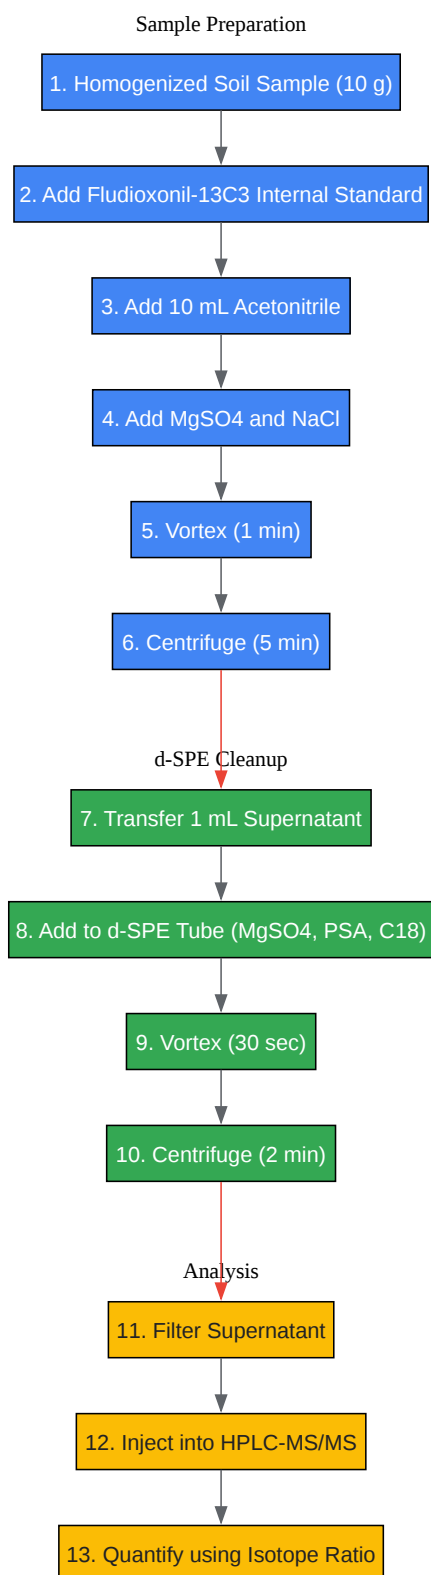 Sample Preparation
1. Homogenized Soil Sample (10 g)
2. Add Fludioxonil-13C3 Internal Standard
3. Add 10 mL Acetonitrile
4. Add MgSO4 and NaCl
5. Vortex (1 min)
6. Centrifuge (5 min)
d-SPE Cleanup
7. Transfer 1 mL Supernatant
8. Add to d-SPE Tube (MgSO4, PSA, C18)
9. Vortex (30 sec)
10. Centrifuge (2 min)
Analysis
11. Filter Supernatant
12. Inject into HPLC-MS/MS
13. Quantify using Isotope Ratio